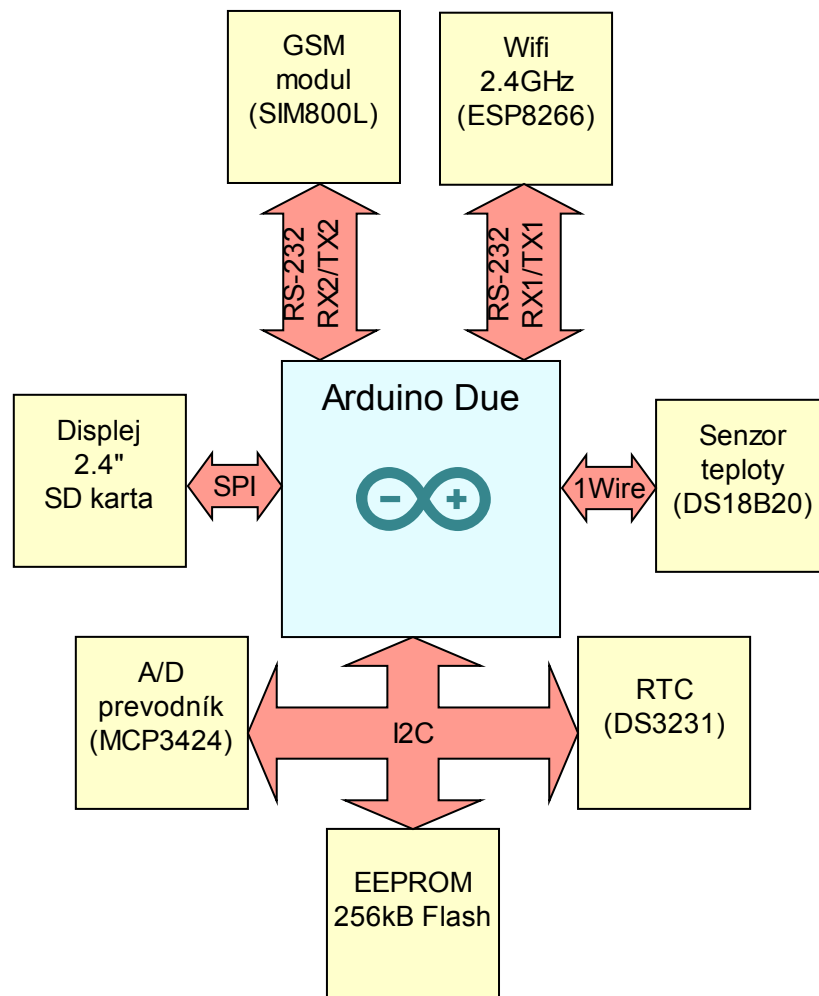 GSM
modul
(SIM800L)
Wifi
2.4GHz
(ESP8266)
RS-232
RX2/TX2
RS-232
RX1/TX1
Arduino Due
Displej
2.4"
SD karta
SPI
1Wire
Senzor
teploty
(DS18B20)
A/D
prevodník
(MCP3424)
I2C
RTC
(DS3231)
EEPROM
256kB Flash